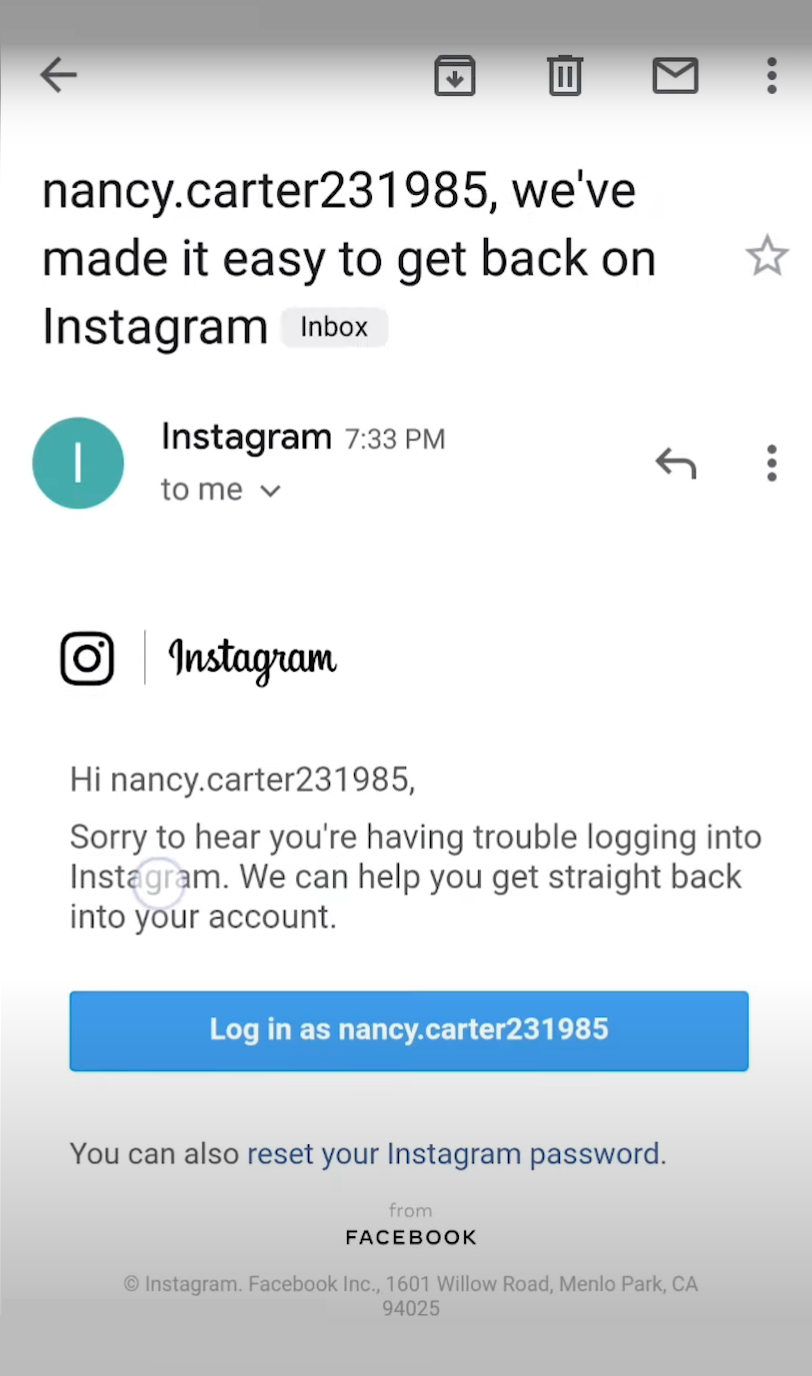 nancy.carter231985, we've
made it easy to get back on
Instagram Inbox
I
Instagram 7:33 PM
to me
Instagram
Hi nancy.carter231985,
Sorry to hear you're having trouble logging into
Instagram. We can help you get straight back
into your account.
Log in as nancy.carter231985
You can also reset your Instagram password.
from
FACEBOOK
© Instagram. Facebook Inc., 1601 Willow Road, Menlo Park, CA
94025